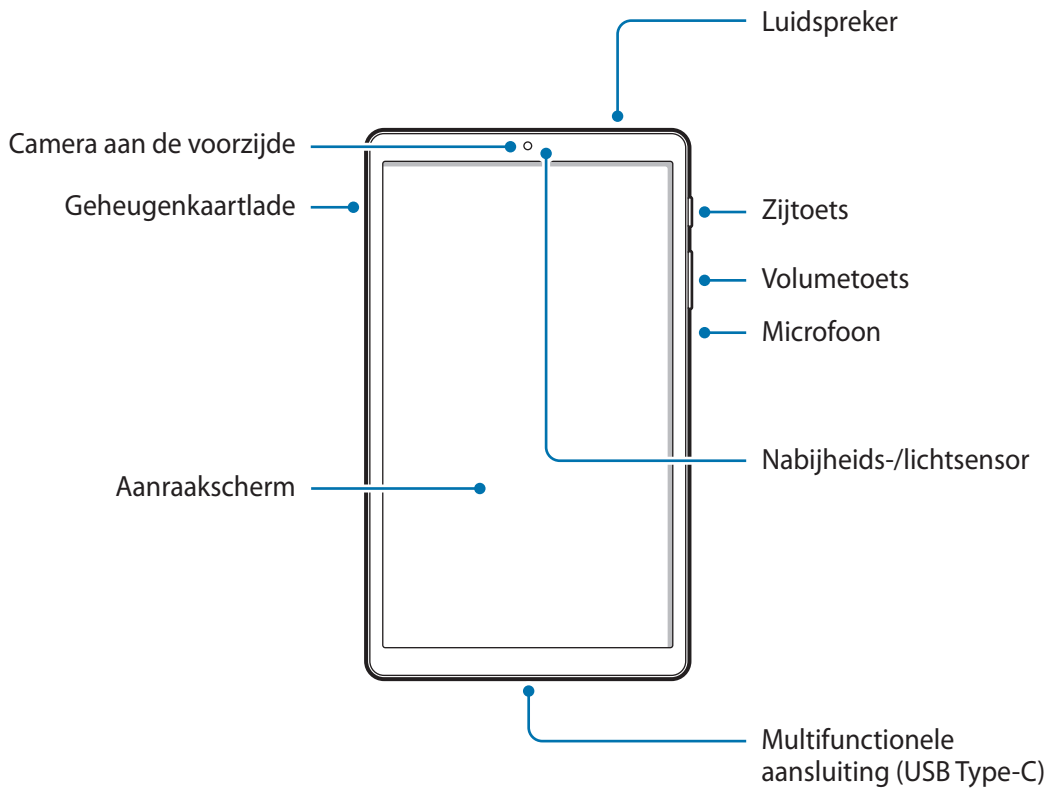 Luidspreker
Camera aan de voorzijde
Geheugenkaartlade
Zijtoets
Volumetoets
Microfoon
Nabijheids-/lichtsensor
Aanraakscherm
Multifunctionele
aansluiting (USB Type-C)